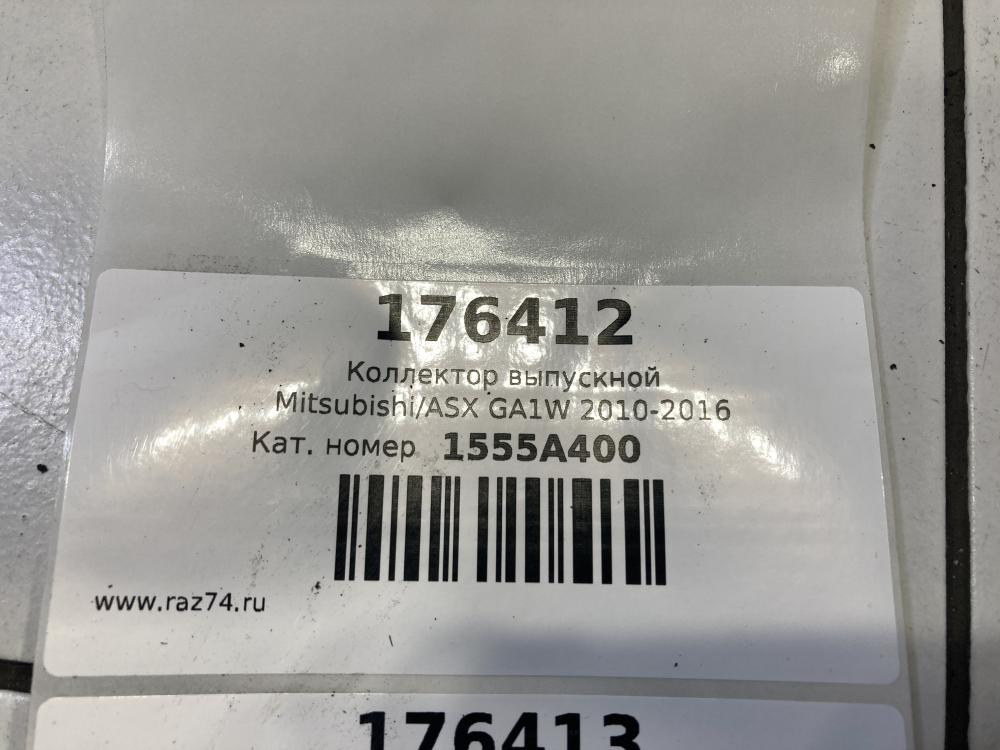 176412
Коллектор выпускной
Mitsubishi/ASX GA1W 2010-2016
Кат. номер 1555A400
www.raz74.ru
176413